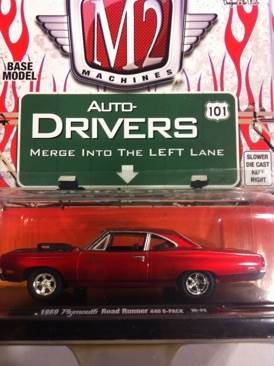 M2
MACHINES
BASE
MODEL
AUTO-
DRIVERS
101
MERGE INTO THE LEFT LANE
SLOWER
DIE CAST
KEEP
RIGHT
1969 Plymouth Road Runner 440 6-PACK